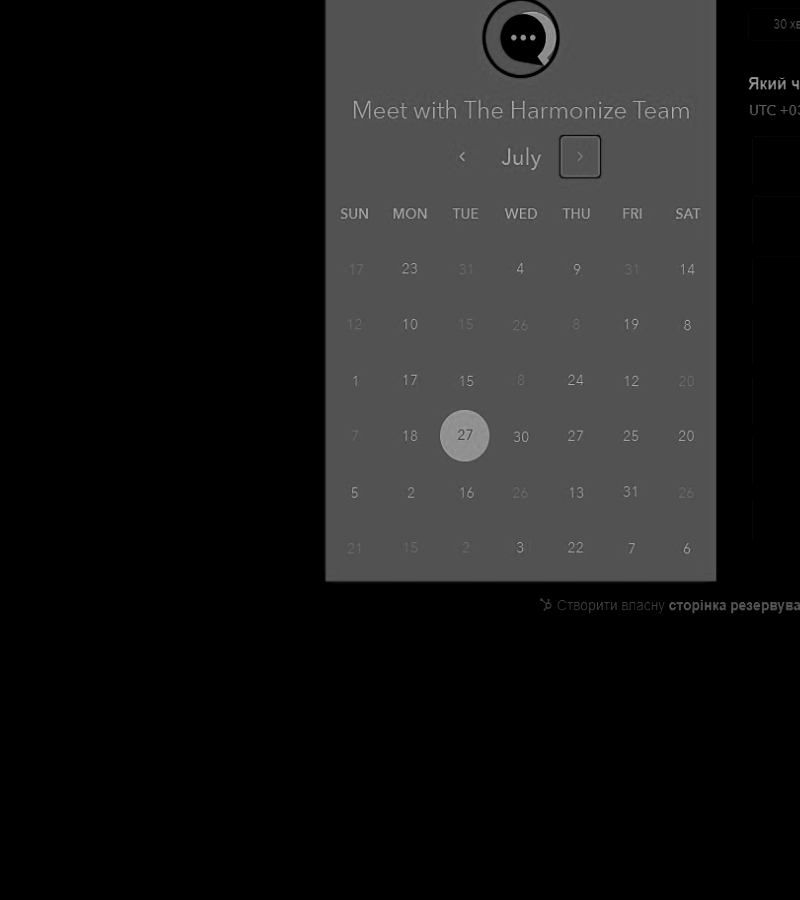 30 хв
Meet with The Harmonize Team
Який ч
UTC +03
July
SUN MON TUE WED THU FRI SAT
17 23 31 4 9 31 14
12 10 15 26 8 19 8
1 17 15 8 24 12 20
7 18 27 30 27 25 20
5 2 16 26 13 31 26
21 15 2 3 22 7 6
Створити власну сторінка резервува